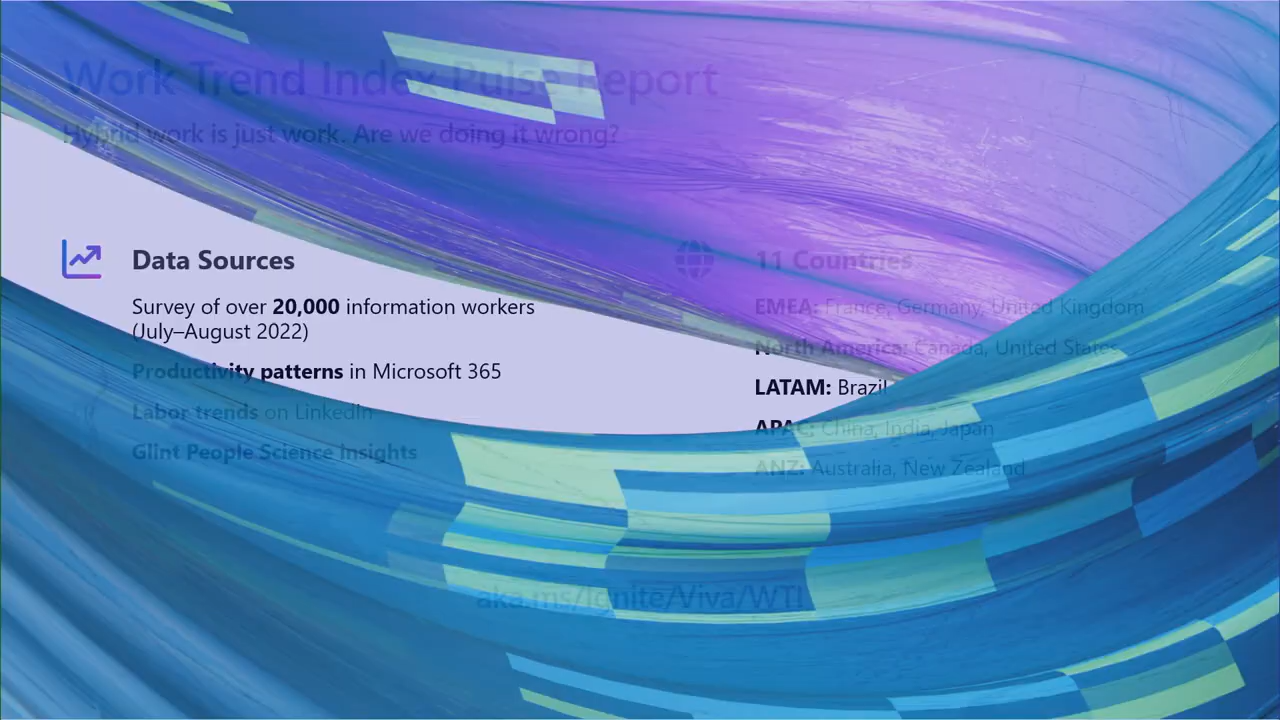 Work Trend Index Pulse Report
Hybrid work is just work. Are we doing it wrong?
Data Sources
Survey of over 20,000 information workers
(July–August 2022)
Productivity patterns in Microsoft 365
Labor trends on LinkedIn
Glint People Science Insights
11 Countries
EMEA: France, Germany, United Kingdom
North America: Canada, United States
LATAM: Brazil
APAC: China, India, Japan
ANZ: Australia, New Zealand
aka.ms/Ignite/Viva/WTI